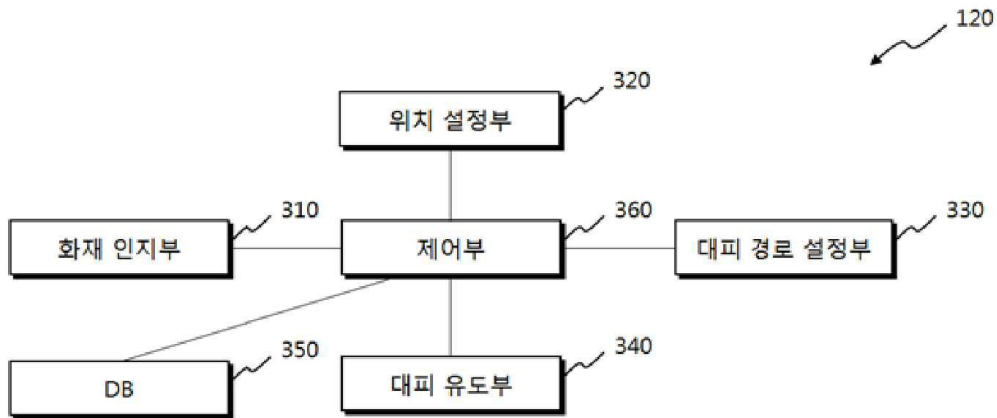 120
320
위치 설정부
310
360
330
화재 인지부
제어부
대피 경로 설정부
350
340
DB
대피 유도부